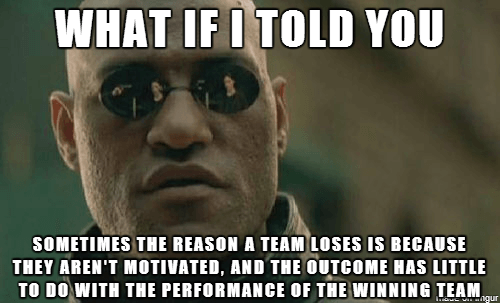 WHAT IF I TOLD YOU
SOMETIMES THE REASON A TEAM LOSES IS BECAUSE
THEY AREN'T MOTIVATED, AND THE OUTCOME HAS LITTLE
TO DO WITH THE PERFORMANCE OF THE WINNING TEAM